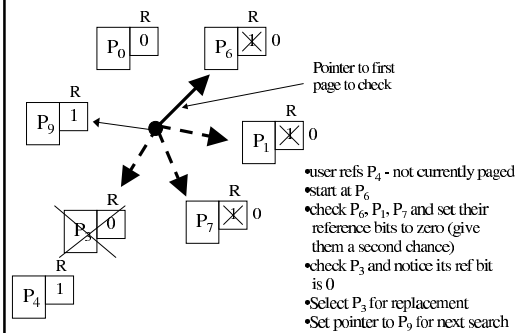 R
P0 0
R
P6 1 0
Pointer to first
page to check
R
P9 1
R
P1 1 0
R
P3 0
R
P7 1 0
R
P4 1
•user refs P4 - not currently paged
•start at P6
•check P6, P1, P7 and set their
reference bits to zero (give
them a second chance)
•check P3 and notice its ref bit
is 0
•Select P3 for replacement
•Set pointer to P9 for next search